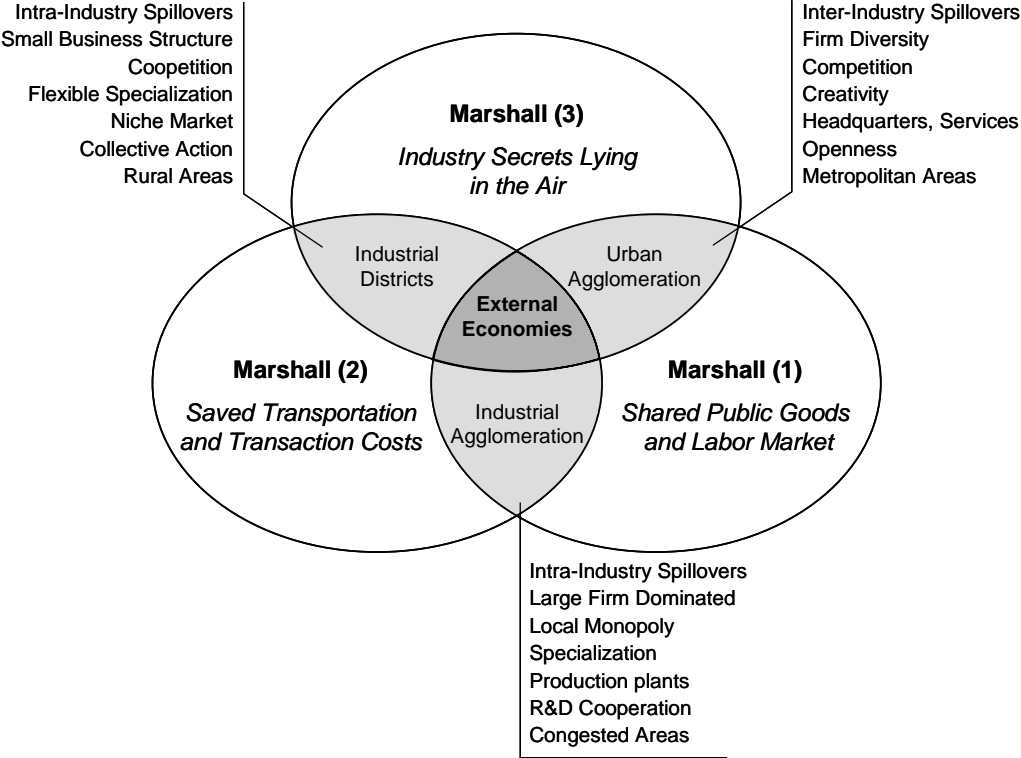 Intra-Industry Spillovers
Small Business Structure
Coopetition
Flexible Specialization
Niche Market
Collective Action
Rural Areas
Inter-Industry Spillovers
Firm Diversity
Competition
Creativity
Headquarters, Services
Openness
Metropolitan Areas
Marshall (3)
Industry Secrets Lying
in the Air
Industrial
Districts
Urban
Agglomeration
External
Economies
Marshall (2)
Saved Transportation
and Transaction Costs
Marshall (1)
Shared Public Goods
and Labor Market
Industrial
Agglomeration
Intra-Industry Spillovers
Large Firm Dominated
Local Monopoly
Specialization
Production plants
R&D Cooperation
Congested Areas